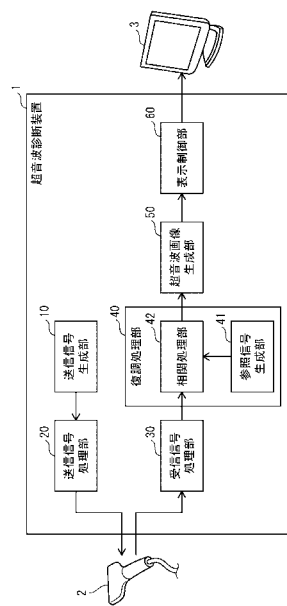 1
超音波診断装置
10
送信信号
生成部
20
送信信号
処理部
2
30
受信信号
処理部
40
復調処理部
42
相関処理部
41
参照信号
生成部
50
超音波画像
生成部
60
表示制御部
3